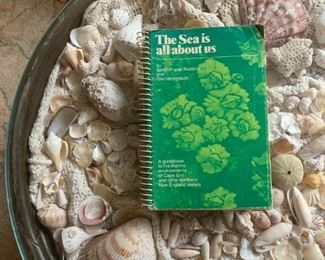 The Sea is
all about us
and
A guidebook
to the marine
environments
of Cape Ann
and other northern
New England waters